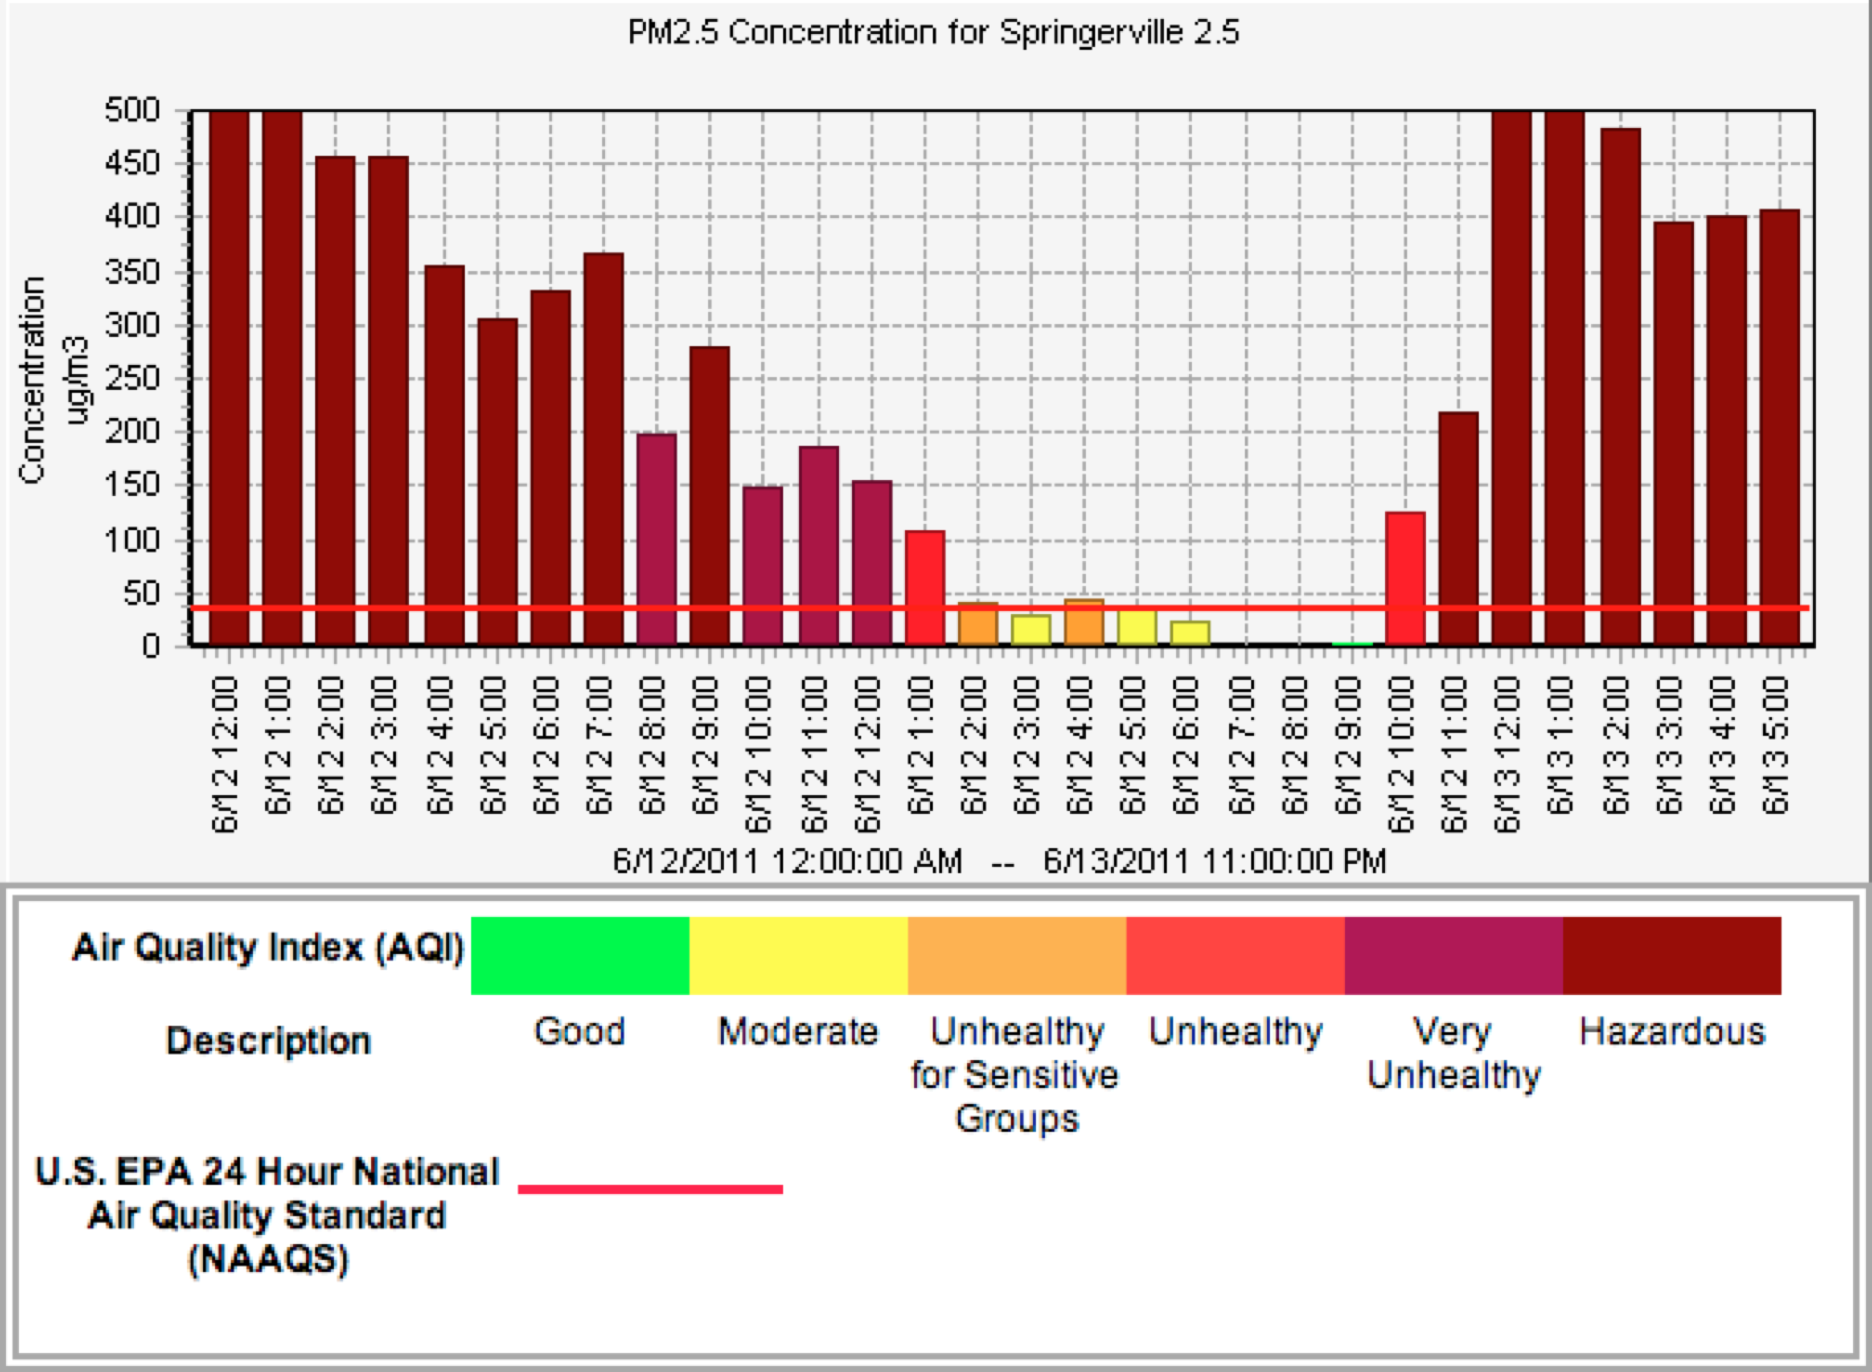 PM2.5 Concentration for Springerville 2.5
500
450
400
350
300
250
200
150
100
50
0
Concentration
ug/m3
6/12 12:00
6/12 1:00
6/12 2:00
6/12 3:00
6/12 4:00
6/12 5:00
6/12 6:00
6/12 7:00
6/12 8:00
6/12 9:00
6/12 10:00
6/12 11:00
6/12 12:00
6/12 1:00
6/12 2:00
6/12 3:00
6/12 4:00
6/12 5:00
6/12 6:00
6/12 7:00
6/12 8:00
6/12 9:00
6/12 10:00
6/12 11:00
6/13 12:00
6/13 1:00
6/13 2:00
6/13 3:00
6/13 4:00
6/13 5:00
6/12/2011 12:00:00 AM -- 6/13/2011 11:00:00 PM
Air Quality Index (AQI)
Description
Good
Moderate
Unhealthy
for Sensitive
Groups
Unhealthy
Very
Unhealthy
Hazardous
U.S. EPA 24 Hour National
Air Quality Standard
(NAAQS)